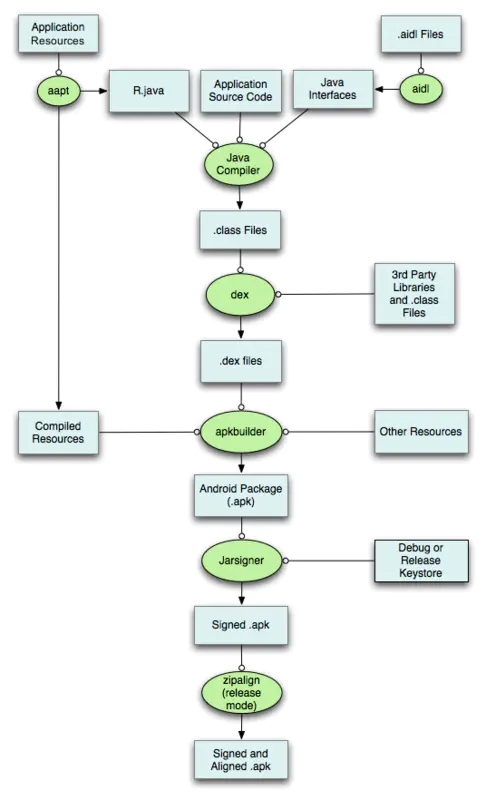 Application
Resources
.aidl Files
aapt
R.java
Application
Source Code
Java
Interfaces
aidl
Java
Compiler
.class Files
dex
3rd Party
Libraries
and .class
Files
.dex files
Compiled
Resources
apkbuilder
Other Resources
Android Package
(.apk)
Jarsigner
Debug or
Release
Keystore
Signed .apk
zipalign
(release
mode)
Signed and
Aligned .apk